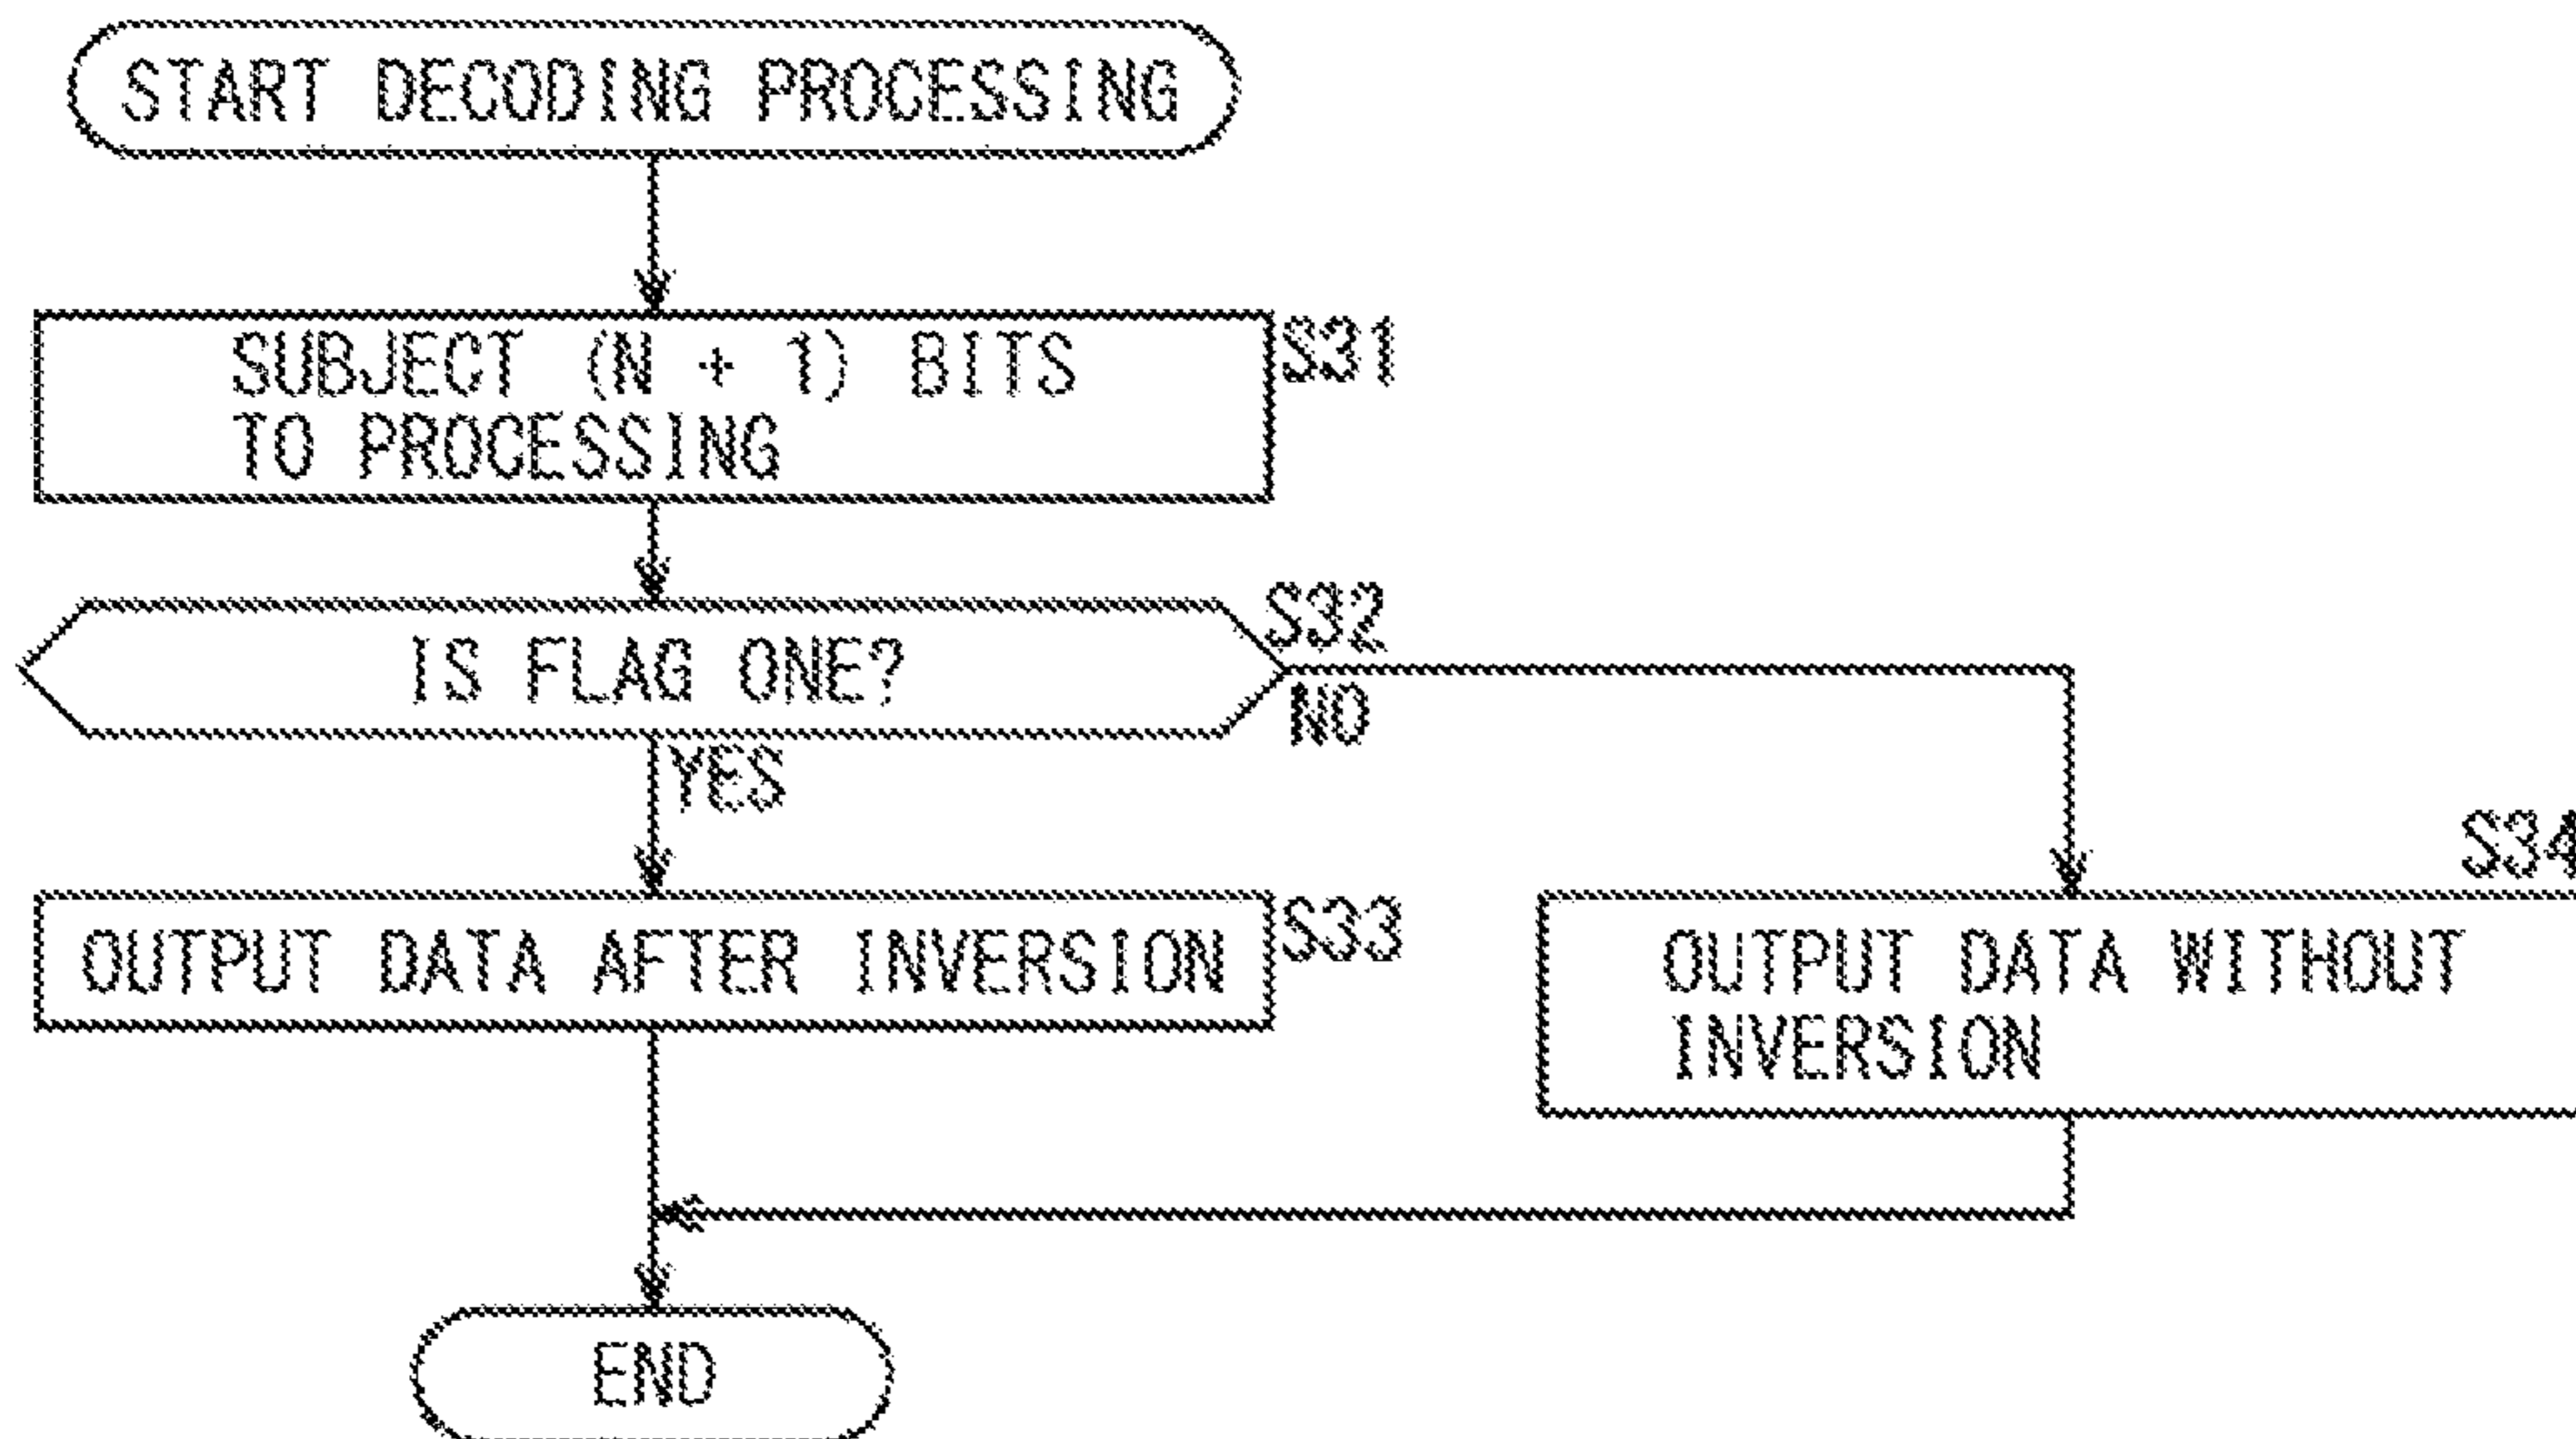 START DECODING PROCESSING
SUBJECT (N + 1) BITS
TO PROCESSING
S31
IS FLAG ONE?
S32
NO
YES
OUTPUT DATA AFTER INVERSION
S33
S34
OUTPUT DATA WITHOUT
INVERSION
END